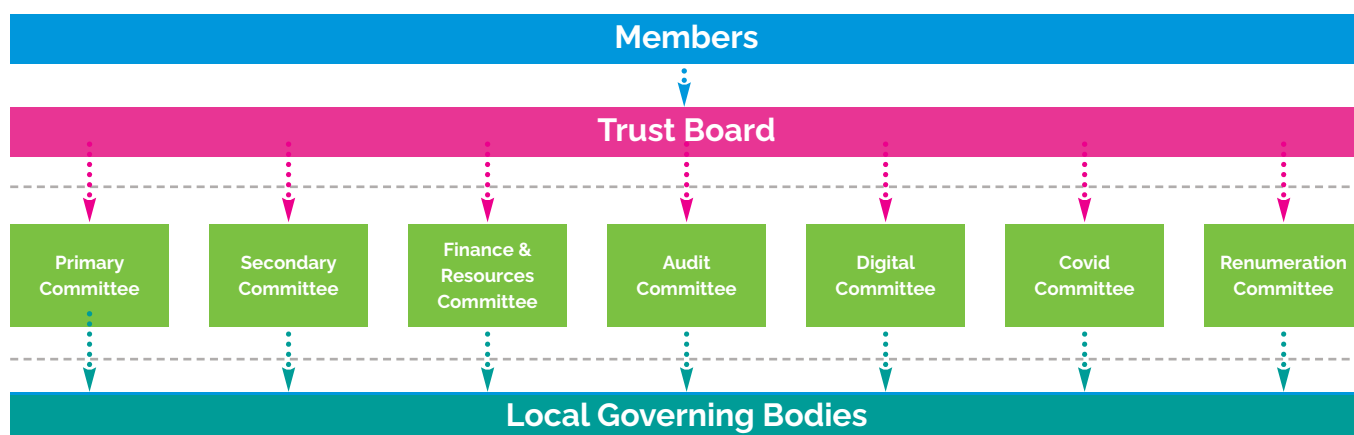 Members
Trust Board
Primary
Committee
Secondary
Committee
Finance &
Resources
Committee
Audit
Committee
Digital
Committee
Covid
Committee
Renumeration
Committee
Local Governing Bodies